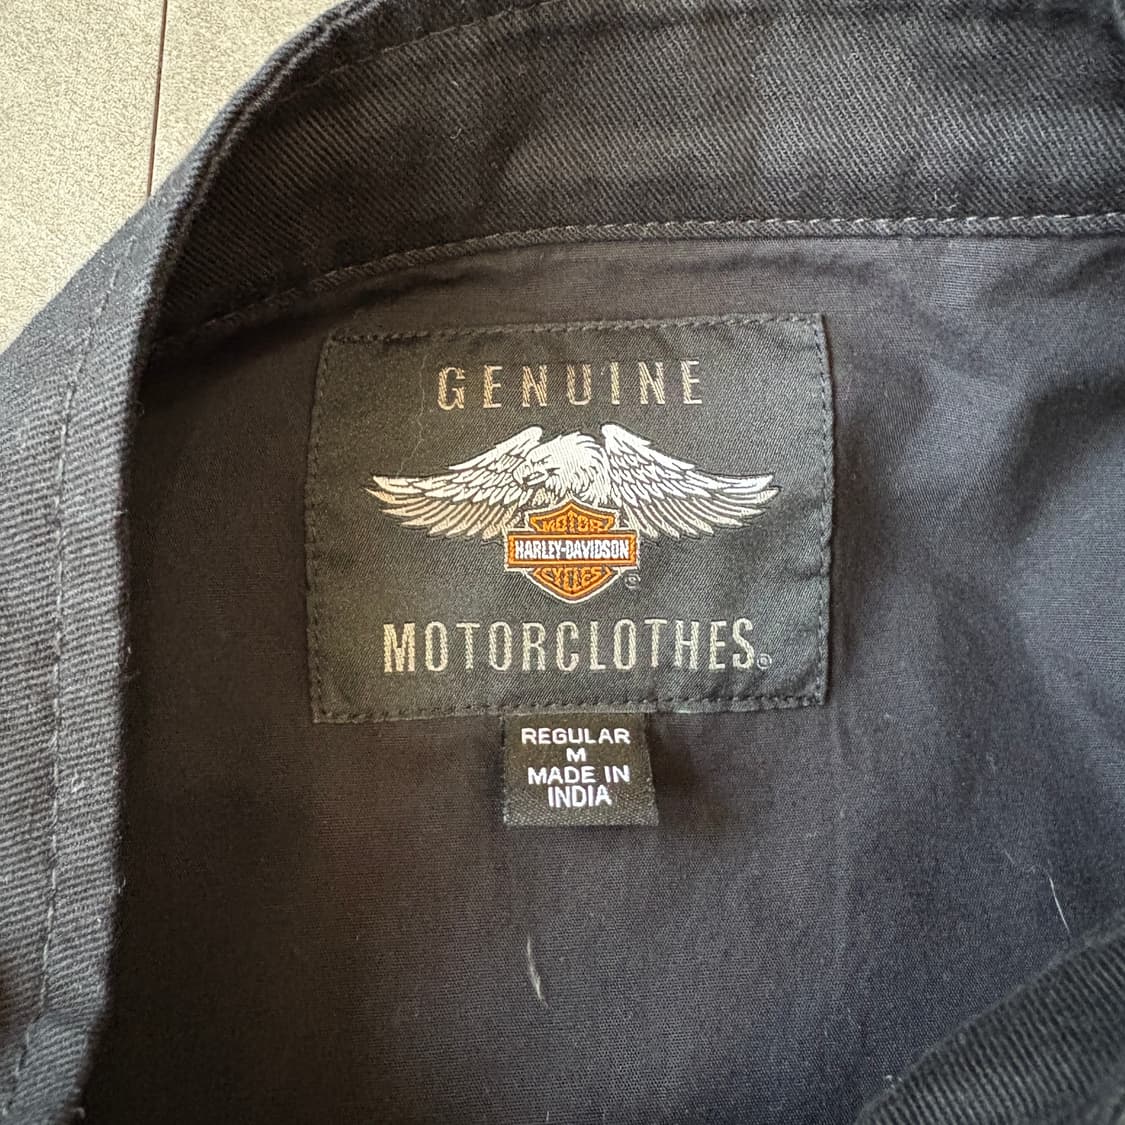 GENUINE
MOTOR
HARLEY-DAVIDSON
CYCLES
®
MOTORCLOTHES®
REGULAR
M
MADE IN
INDIA